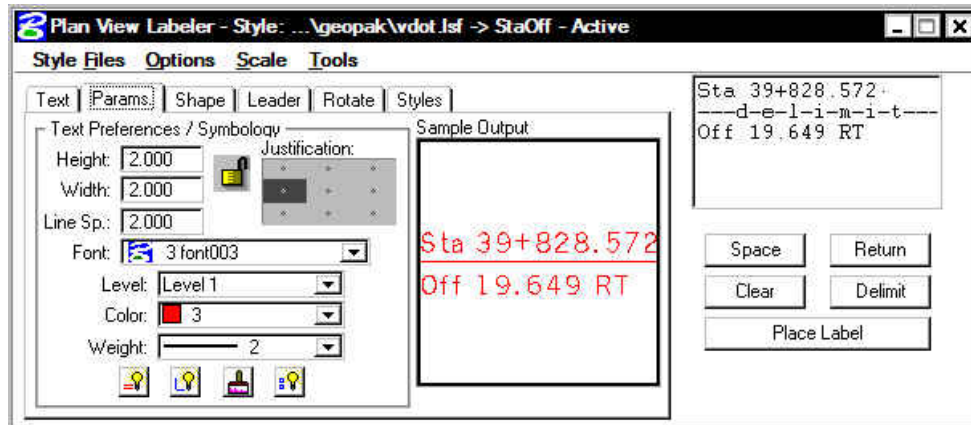 Plan View Labeler - Style: ...\geopak\vdot.lsf -> StaOff - Active
Style Files Options Scale Tools
Text Params. Shape Leader Rotate Styles
Text Preferences / Symbology
Height: 2.000
Width: 2.000
Line Sp.: 2.000
Justification:
Font: 3 font003
Level: Level 1
Color: 3
Weight: 2
Sample Output
Sta 39+828.572
Off 19.649 RT
Sta 39+828.572
----d-e-l-i-m-i-t---
Off 19.649 RT
Space Return
Clear Delimit
Place Label